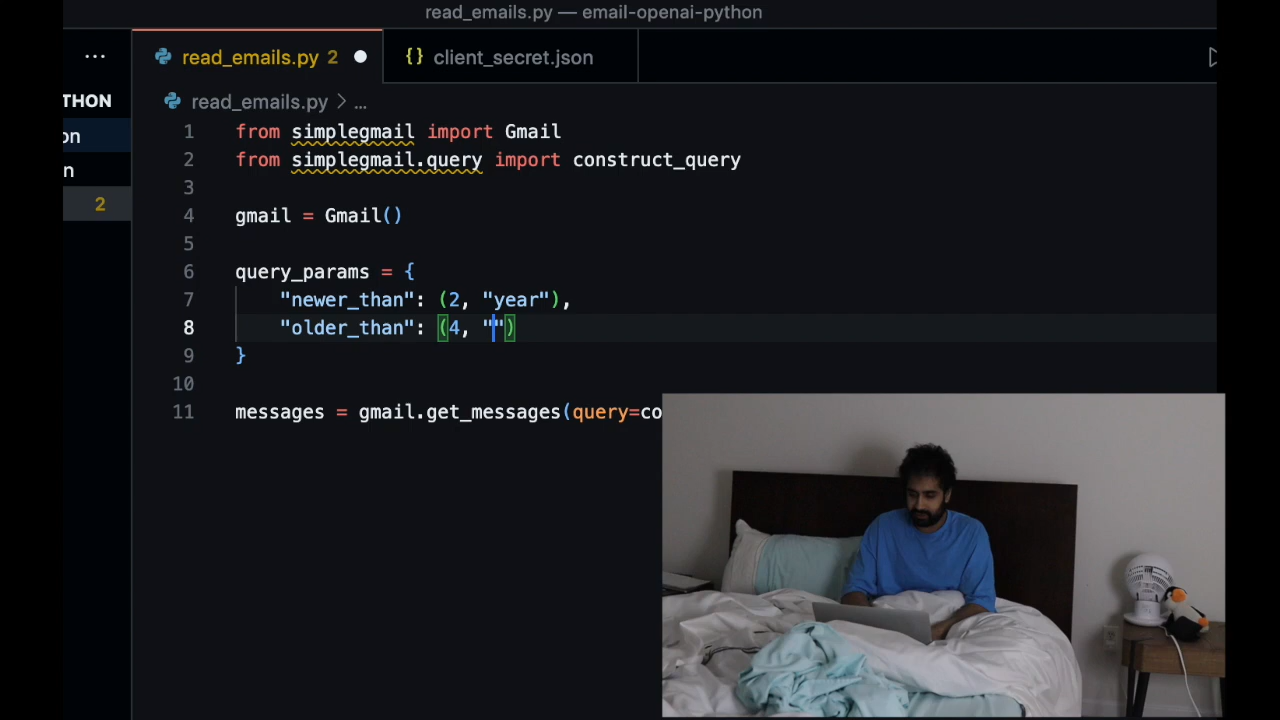 read_emails.py — email-openai-python
... read_emails.py 2 {} client_secret.json
THON read_emails.py > ...
on
n
2
1 from simplegmail import Gmail
2 from simplegmail.query import construct_query
3
4 gmail = Gmail()
5
6 query_params = {
7 "newer_than": (2, "year"),
8 "older_than": (4, "")
9 }
10
11 messages = gmail.get_messages(query=co